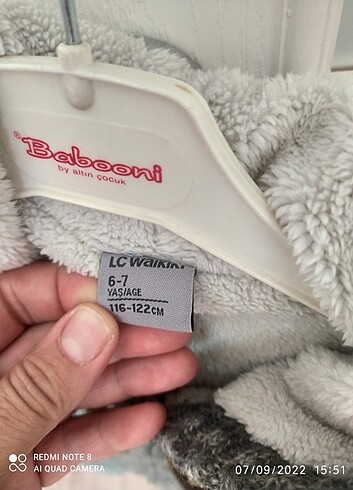 Babooni
by altın çocuk
LC WAIKIKI
6-7
YAŞ/AGE
116-122CM
REDMI NOTE 8
AI QUAD CAMERA
07/09/2022 15:51